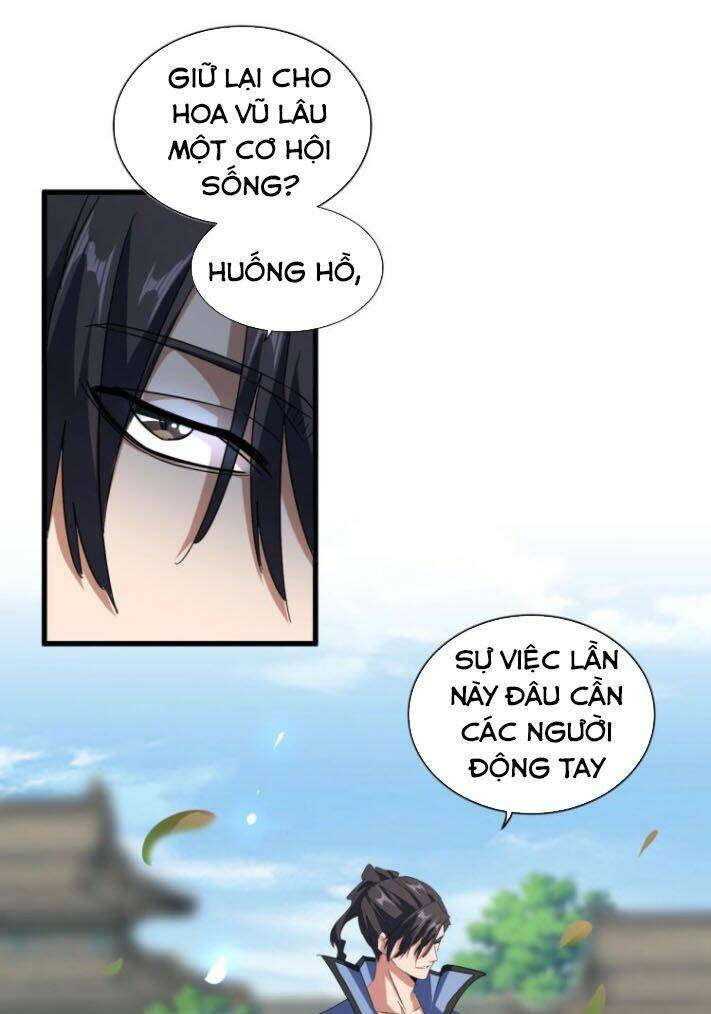 GIỮ LẠI CHO
HOA VŨ LÂU
MỘT CƠ HỘI
SỐNG?
HUỐNG HỒ,
SỰ VIỆC LẦN
NÀY ĐÂU CẦN
CÁC NGƯỜI
ĐỘNG TAY